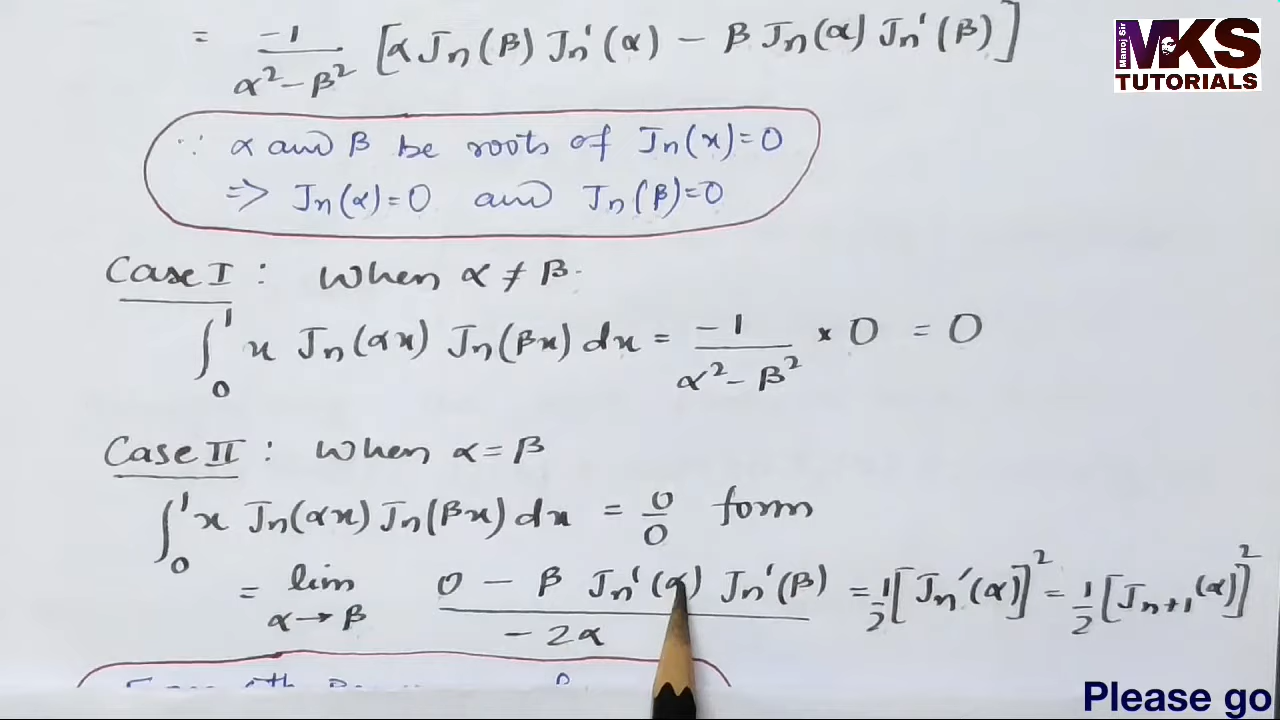 = -1/(α²-β²) [α Jn(β) Jn'(α) - β Jn(α) Jn'(β)]
Manoj Sir MKS
TUTORIALS
∵ α and β be roots of Jn(x)=0
⇒ Jn(α)=0 and Jn(β)=0
Case I : When α ≠ β.
∫₀¹ x Jn(αx) Jn(βx) dx = -1/(α²-β²) × 0 = 0
Case II : When α=β
∫₀¹ x Jn(αx) Jn(βx) dx = 0/0 form
= lim α→β (0 - β Jn'(α) Jn'(β))/(-2α) = 1/2 [Jn'(α)]² = 1/2 [Jn+1(α)]²
Please go